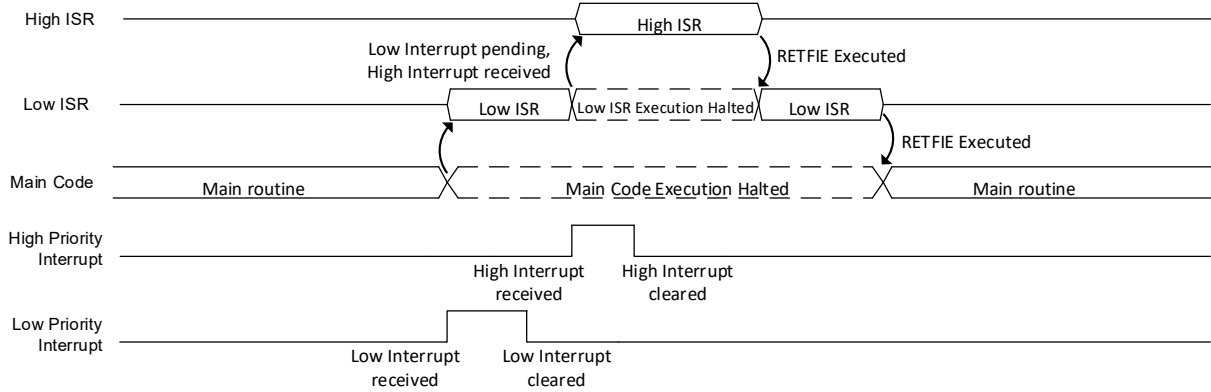 High ISR
High ISR
Low Interrupt pending,
High Interrupt received
RETFIE Executed
Low ISR
Low ISR
Low ISR Execution Halted
Low ISR
RETFIE Executed
Main Code
Main routine
Main Code Execution Halted
Main routine
High Priority
Interrupt
High Interrupt
received
High Interrupt
cleared
Low Priority
Interrupt
Low Interrupt
received
Low Interrupt
cleared